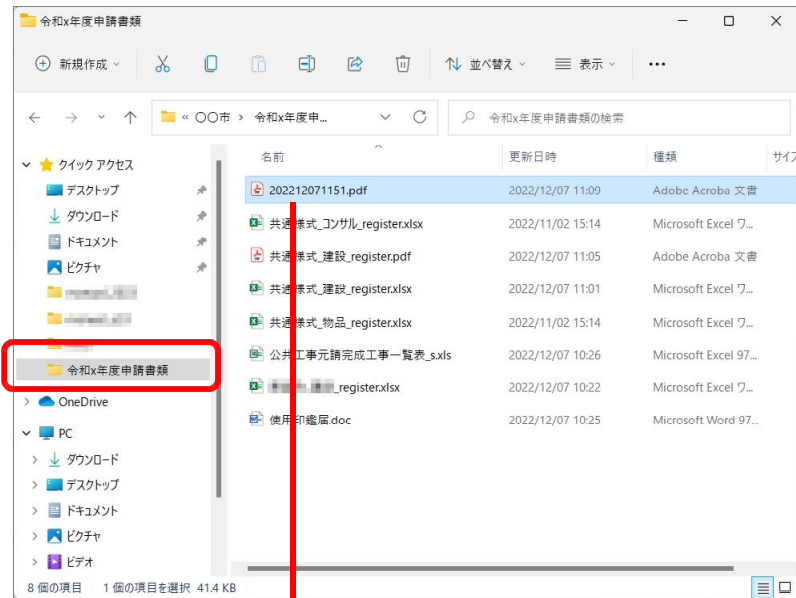 令和x年度申請書類
新規作成 並べ替え 表示
« 〇〇市 › 令和x年度申... 令和x年度申請書類の検索
クイック アクセス
デスクトップ
ダウンロード
ドキュメント
ピクチャ
令和x年度申請書類
OneDrive
PC
ダウンロード
デスクトップ
ドキュメント
ピクチャ
ビデオ
名前 更新日時 種類 サイズ
202212071151.pdf 2022/12/07 11:09 Adobe Acroba 文書
共通様式_コンサル_register.xlsx 2022/11/02 15:14 Microsoft Excel ワ...
共通様式_建設_register.pdf 2022/12/07 11:05 Adobe Acroba 文書
共通様式_建設_register.xlsx 2022/12/07 11:01 Microsoft Excel ワ...
共通様式_物品_register.xlsx 2022/11/02 15:14 Microsoft Excel ワ...
公共工事元請完成工事一覧表_s.xls 2022/12/07 10:26 Microsoft Excel 97...
_register.xlsx 2022/12/07 10:22 Microsoft Excel ワ...
使用印鑑届.doc 2022/12/07 10:25 Microsoft Word 97...
8 個の項目 1 個の項目を選択 41.4 KB